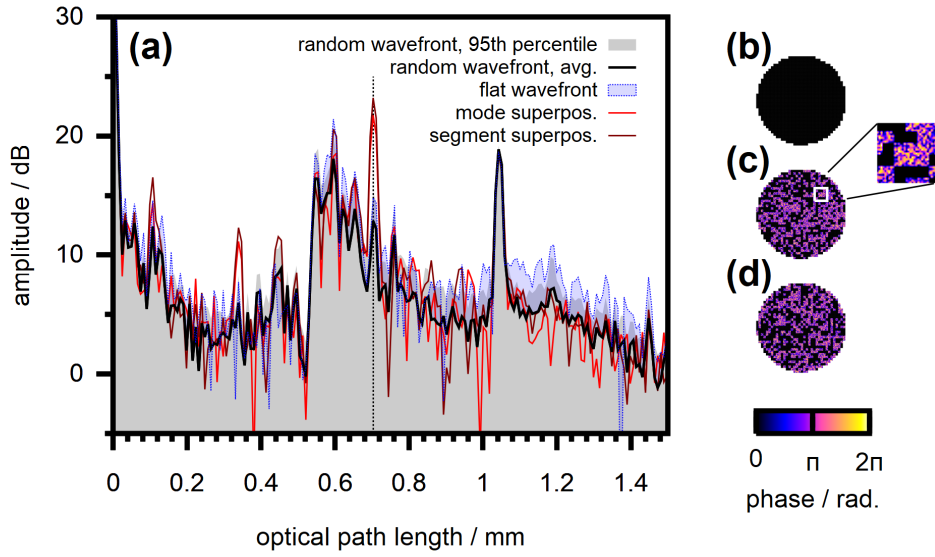 (a)
random wavefront, 95th percentile
random wavefront, avg.
flat wavefront
mode superpos.
segment superpos.
30
20
10
0
amplitude / dB
0 0.2 0.4 0.6 0.8 1 1.2 1.4
optical path length / mm
(b)
(c)
(d)
0 π 2π
phase / rad.